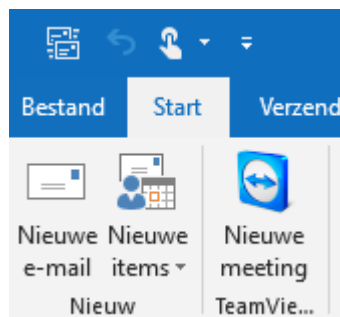 Bestand Start Verzend
Nieuwe Nieuwe Nieuwe
e-mail items meeting
Nieuw TeamVie...